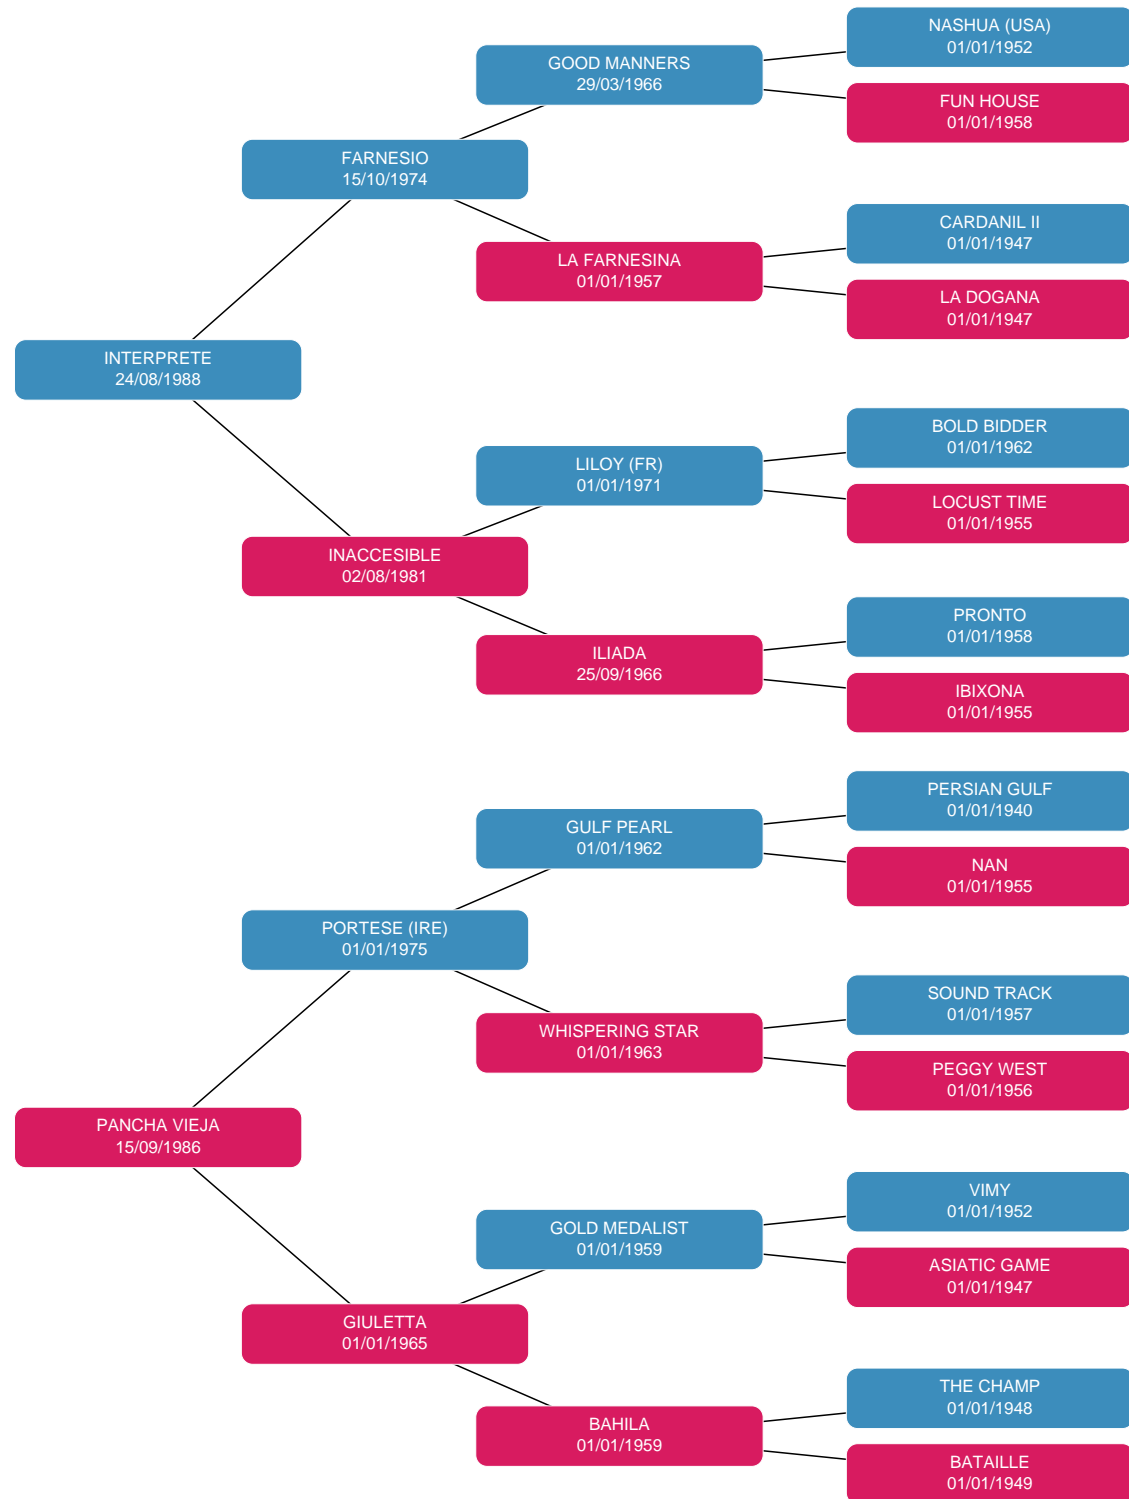 NASHUA (USA)
01/01/1952
GOOD MANNERS
29/03/1966
FUN HOUSE
01/01/1958
FARNESIO
15/10/1974
CARDANIL II
01/01/1947
LA FARNESINA
01/01/1957
LA DOGANA
01/01/1947
INTERPRETE
24/08/1988
BOLD BIDDER
01/01/1962
LILOY (FR)
01/01/1971
LOCUST TIME
01/01/1955
INACCESIBLE
02/08/1981
PRONTO
01/01/1958
ILIADA
25/09/1966
IBIXONA
01/01/1955
PERSIAN GULF
01/01/1940
GULF PEARL
01/01/1962
NAN
01/01/1955
PORTESE (IRE)
01/01/1975
SOUND TRACK
01/01/1957
WHISPERING STAR
01/01/1963
PEGGY WEST
01/01/1956
PANCHA VIEJA
15/09/1986
VIMY
01/01/1952
GOLD MEDALIST
01/01/1959
ASIATIC GAME
01/01/1947
GIULETTA
01/01/1965
THE CHAMP
01/01/1948
BAHILA
01/01/1959
BATAILLE
01/01/1949